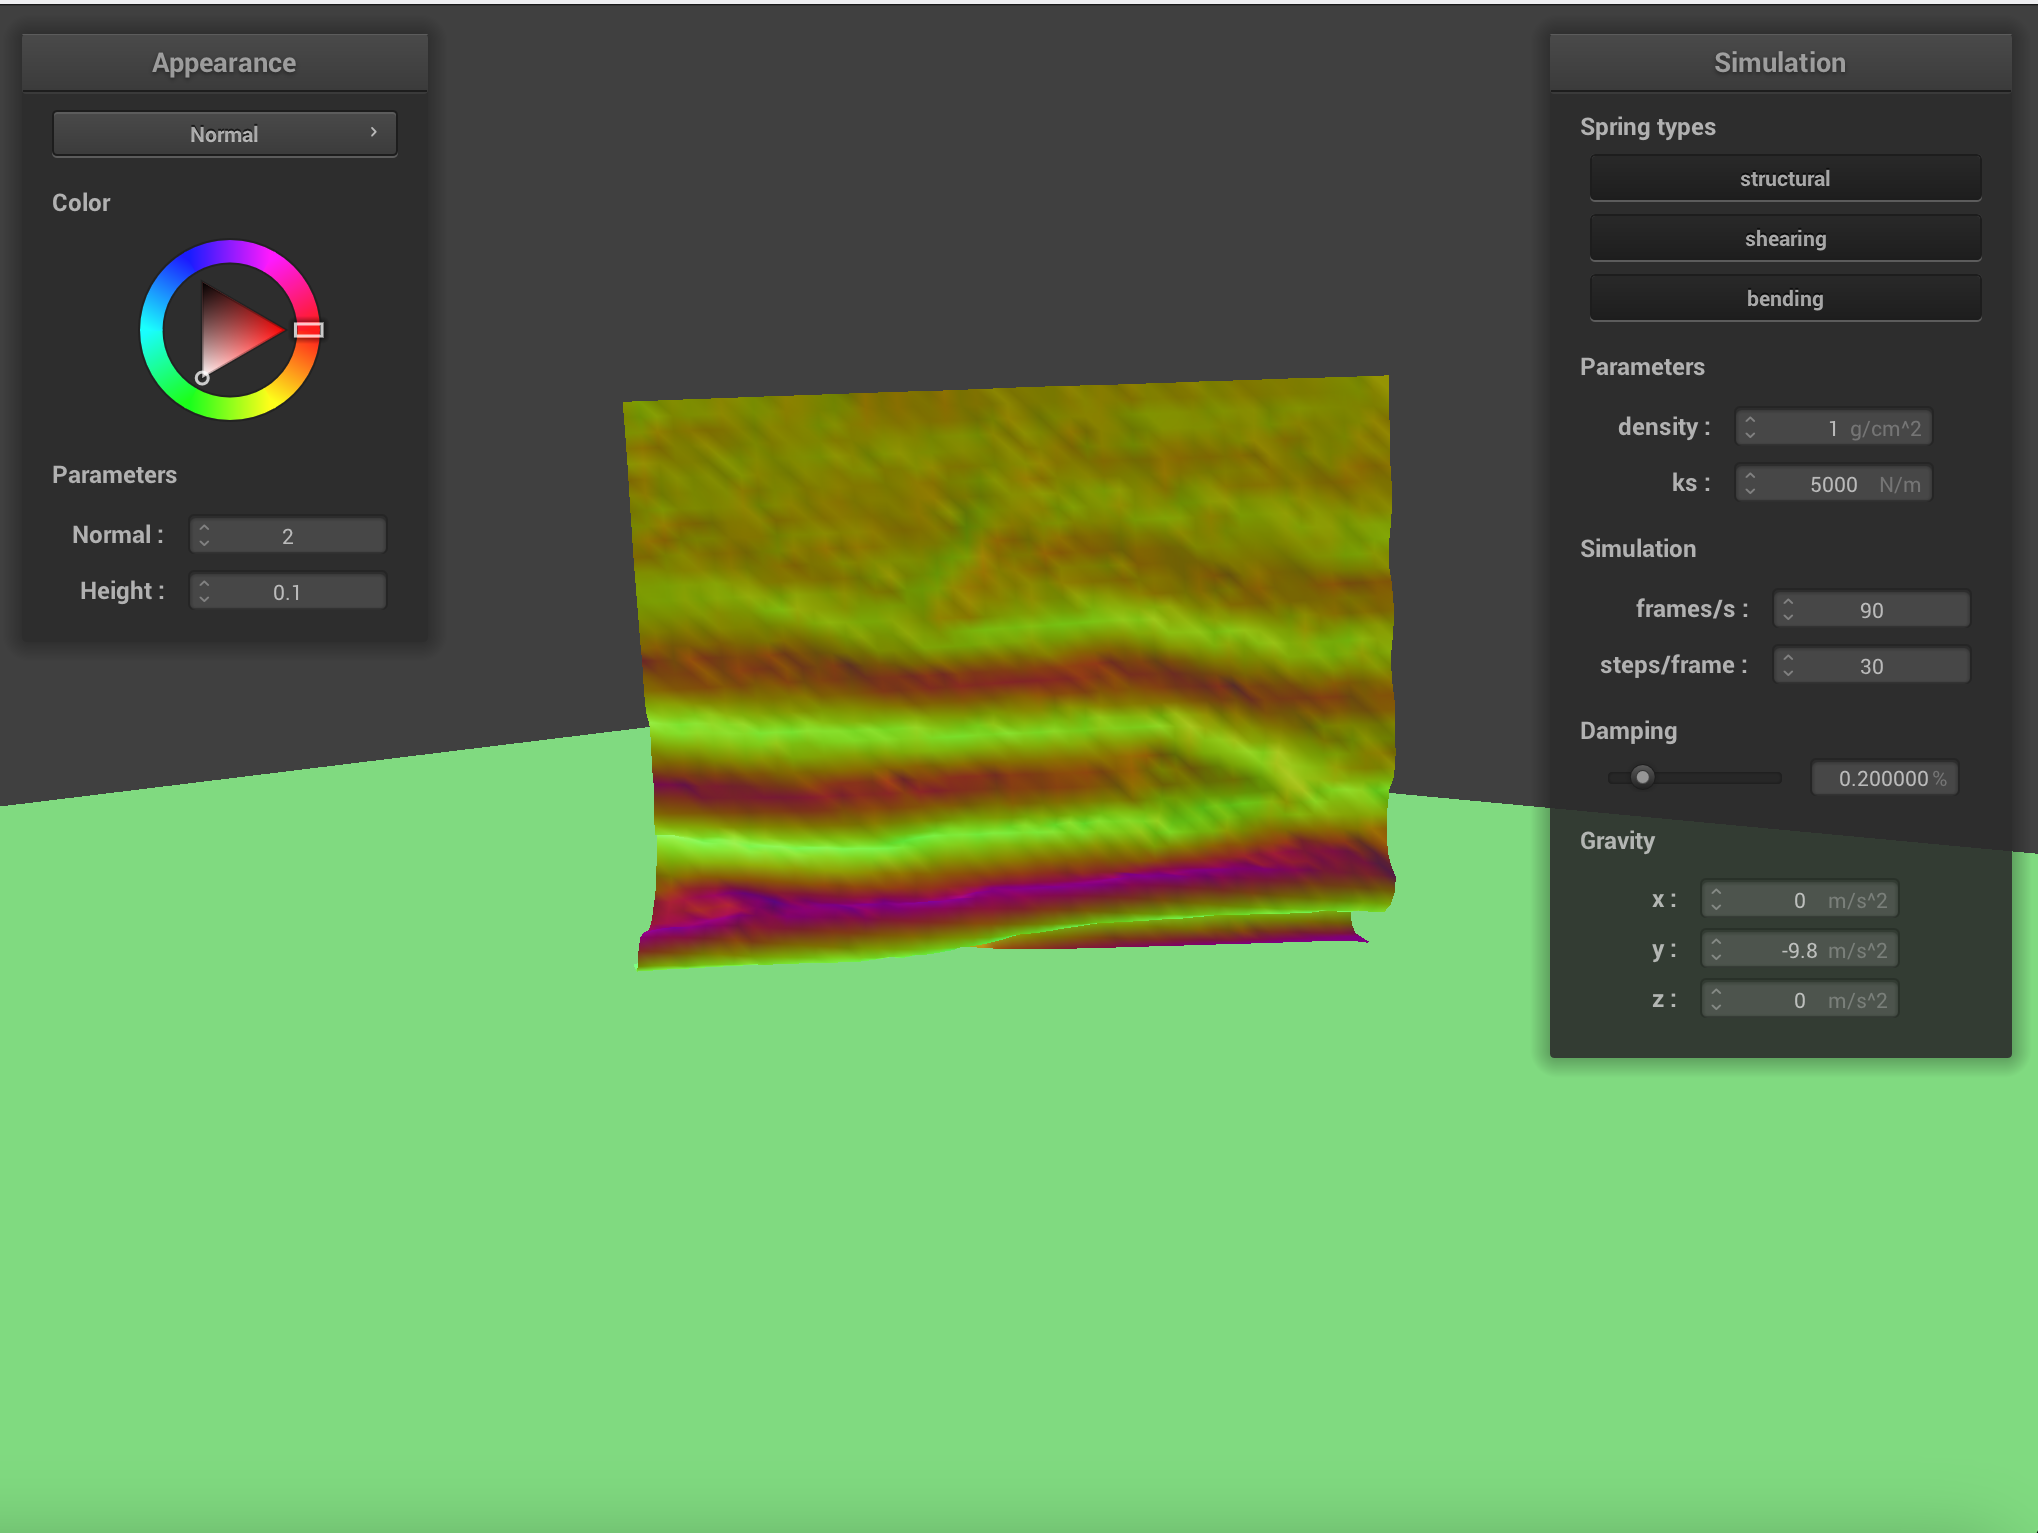 Appearance
Normal
Color
Parameters
Normal : 2
Height : 0.1
Simulation
Spring types
structural
shearing
bending
Parameters
density : 1 g/cm^2
ks : 5000 N/m
Simulation
frames/s : 90
steps/frame : 30
Damping
0.200000 %
Gravity
x : 0 m/s^2
y : -9.8 m/s^2
z : 0 m/s^2